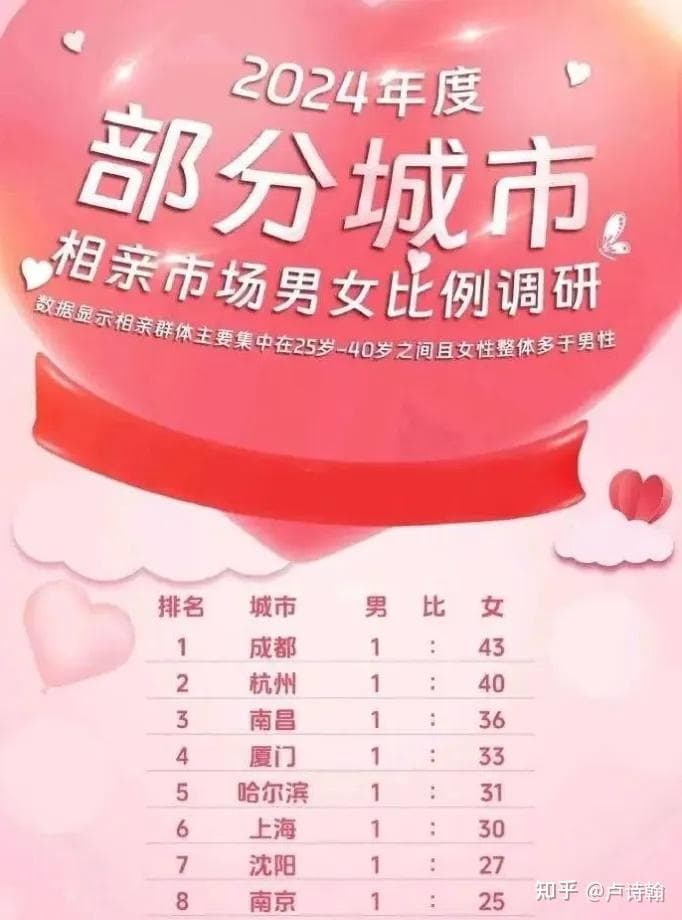 2024年度
部分城市
相亲市场男女比例调研
数据显示相亲群体主要集中在25岁-40岁之间且女性整体多于男性
排名 城市 男 比 女
1 成都 1 : 43
2 杭州 1 : 40
3 南昌 1 : 36
4 厦门 1 : 33
5 哈尔滨 1 : 31
6 上海 1 : 30
7 沈阳 1 : 27
8 南京 1 : 25
知乎 @卢诗翰